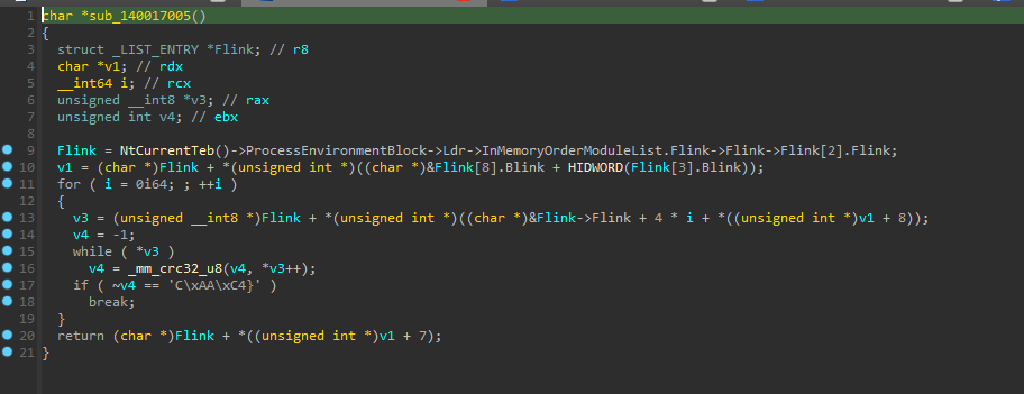 1 char *sub_140017005()
2 {
3 struct _LIST_ENTRY *Flink; // r8
4 char *v1; // rdx
5 __int64 i; // rcx
6 unsigned __int8 *v3; // rax
7 unsigned int v4; // ebx
8
9 Flink = NtCurrentTeb()->ProcessEnvironmentBlock->Ldr->InMemoryOrderModuleList.Flink->Flink->Flink[2].Flink;
10 v1 = (char *)Flink + *(unsigned int *)((char *)&Flink[8].Blink + HIDWORD(Flink[3].Blink));
11 for ( i = 0i64; ; ++i )
12 {
13 v3 = (unsigned __int8 *)Flink + *(unsigned int *)((char *)&Flink->Flink + 4 * i + *((unsigned int *)v1 + 8));
14 v4 = -1;
15 while ( *v3 )
16 v4 = _mm_crc32_u8(v4, *v3++);
17 if ( ~v4 == 'C\xAA\xC4}' )
18 break;
19 }
20 return (char *)Flink + *((unsigned int *)v1 + 7);
21 }